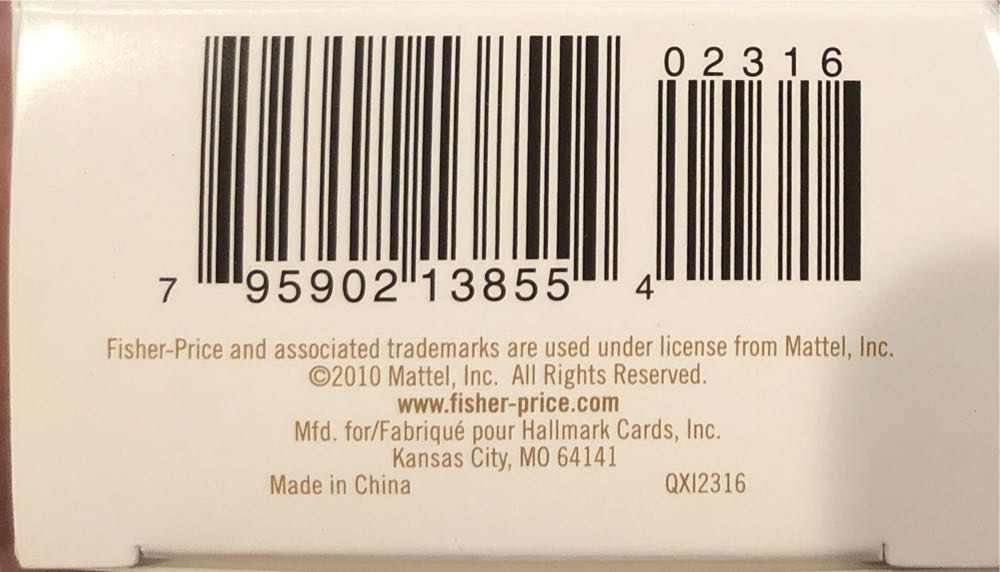 02316
7 95902 13855 4
Fisher-Price and associated trademarks are used under license from Mattel, Inc.
©2010 Mattel, Inc. All Rights Reserved.
www.fisher-price.com
Mfd. for/Fabriqué pour Hallmark Cards, Inc.
Kansas City, MO 64141
Made in China QXI2316